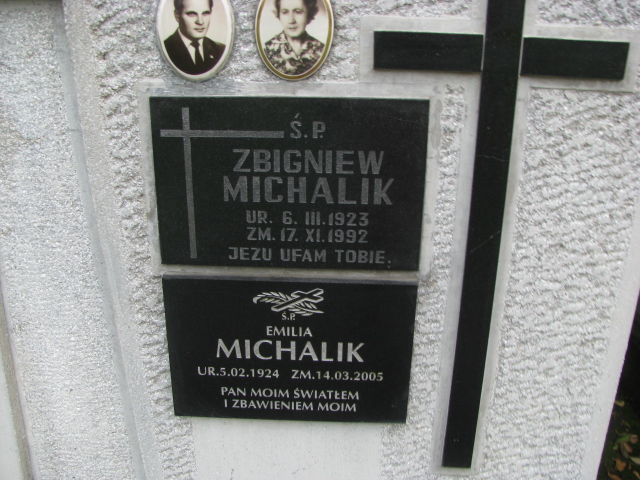 Ś.P.
ZBIGNIEW
MICHALIK
UR. 6. III.1923
ZM. 17. XI. 1992
JEZU UFAM TOBIE.
Ś.P.
EMILIA
MICHALIK
UR.5.02.1924 ZM.14.03.2005
PAN MOIM ŚWIATŁEM
I ZBAWIENIEM MOIM